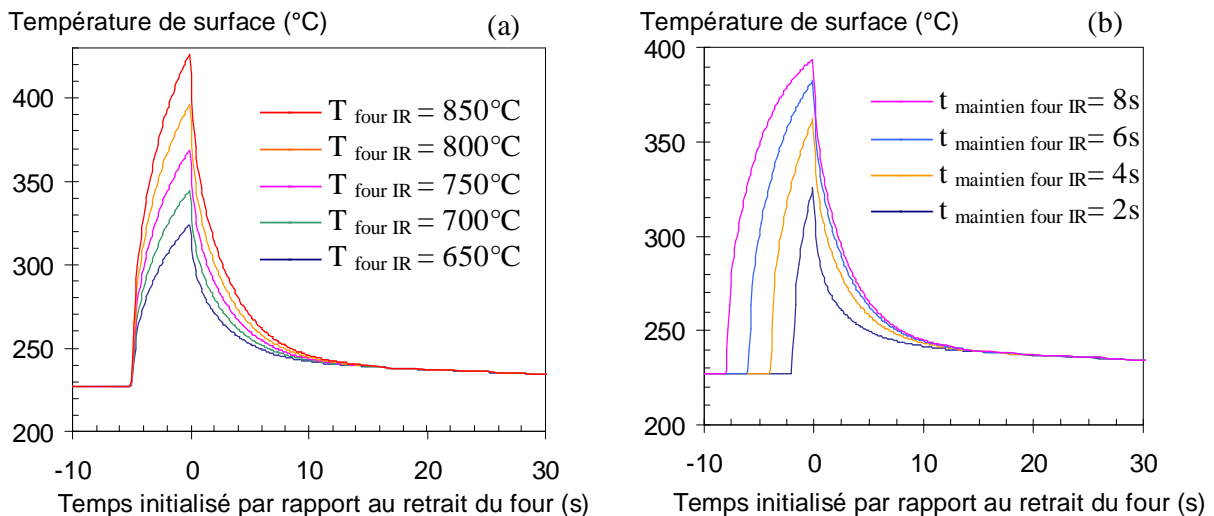 Température de surface (°C)
(a)
400
350
300
250
200
-10
0
10
20
30
T four IR = 850°C
T four IR = 800°C
T four IR = 750°C
T four IR = 700°C
T four IR = 650°C
Temps initialisé par rapport au retrait du four (s)
Température de surface (°C)
(b)
400
350
300
250
200
-10
0
10
20
30
t maintien four IR= 8s
t maintien four IR= 6s
t maintien four IR= 4s
t maintien four IR= 2s
Temps initialisé par rapport au retrait du four (s)